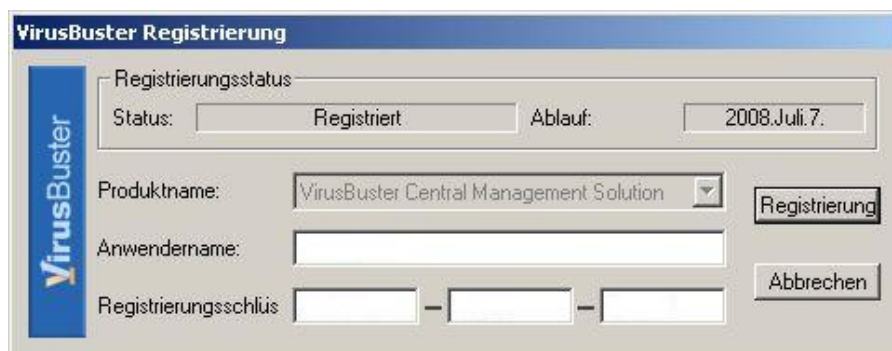 VirusBuster Registrierung
VirusBuster
Registrierungsstatus
Status: Registriert Ablauf: 2008.Juli.7.
Produktname: VirusBuster Central Management Solution
Registrierung
Anwendername:
Abbrechen
Registrierungsschlüs – –